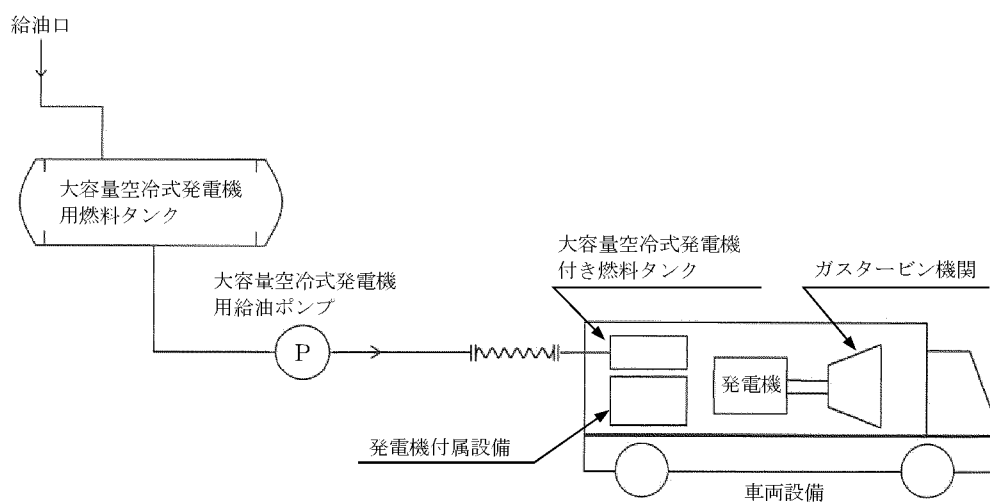 給油口
大容量空冷式発電機
用燃料タンク
大容量空冷式発電機
用給油ポンプ
P
大容量空冷式発電機
付き燃料タンク
ガスタービン機関
発電機
発電機付属設備
車両設備